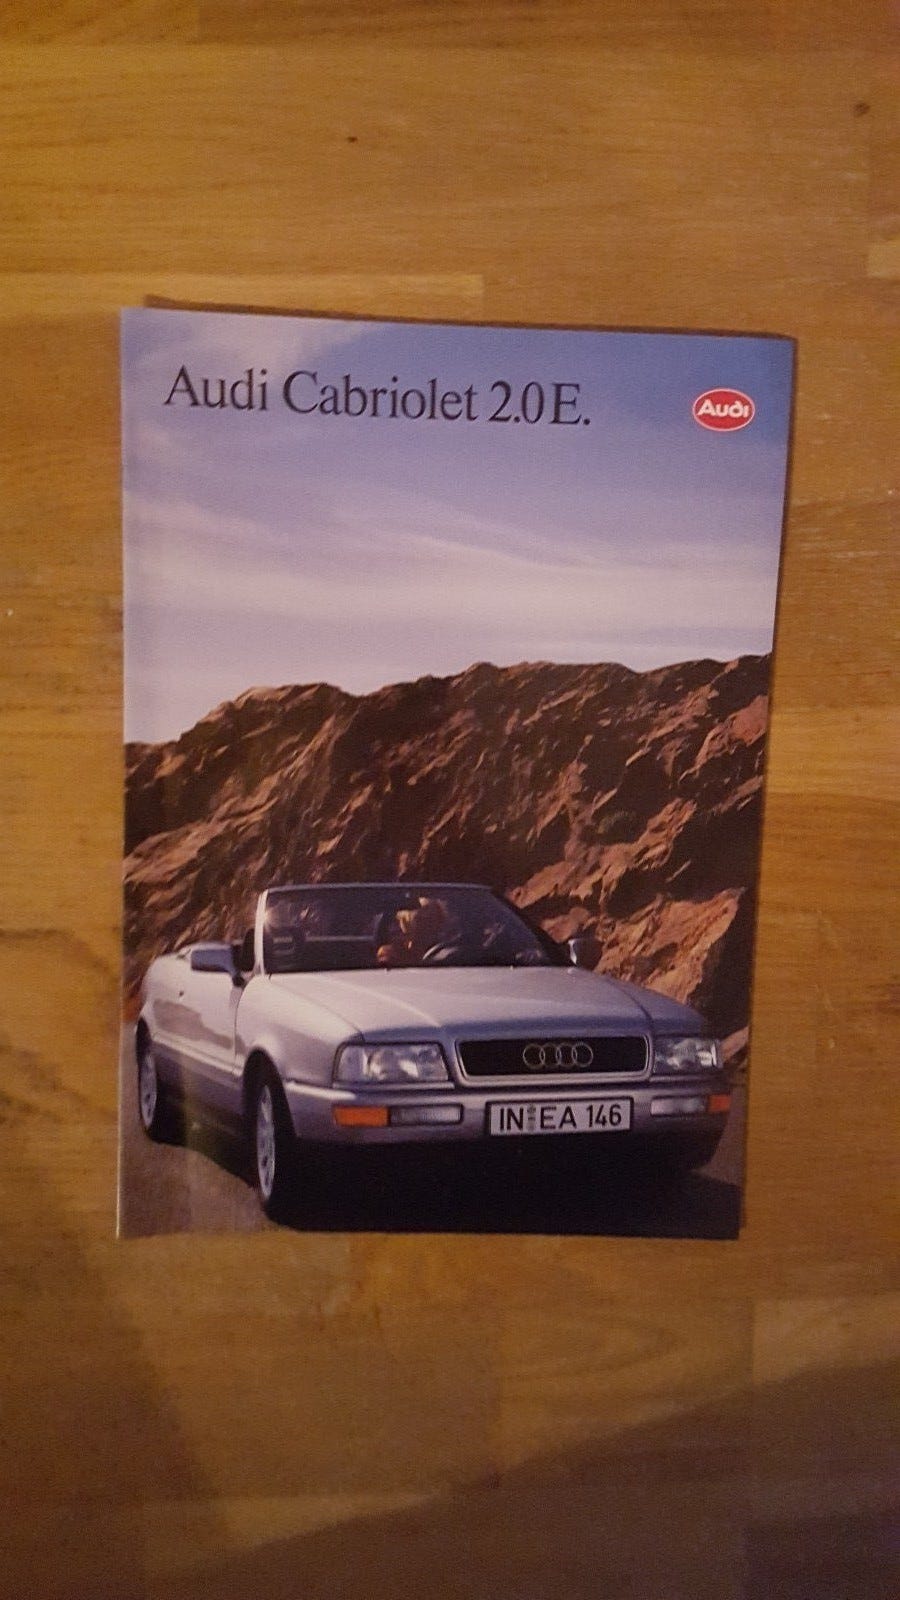 Audi Cabriolet 2.0 E.
Audi
IN EA 146